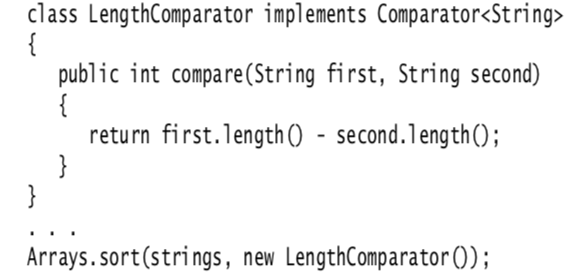 class LengthComparator implements Comparator<String>
{
public int compare(String first, String second)
{
return first.length() - second.length();
}
}
. . .
Arrays.sort(strings, new LengthComparator());